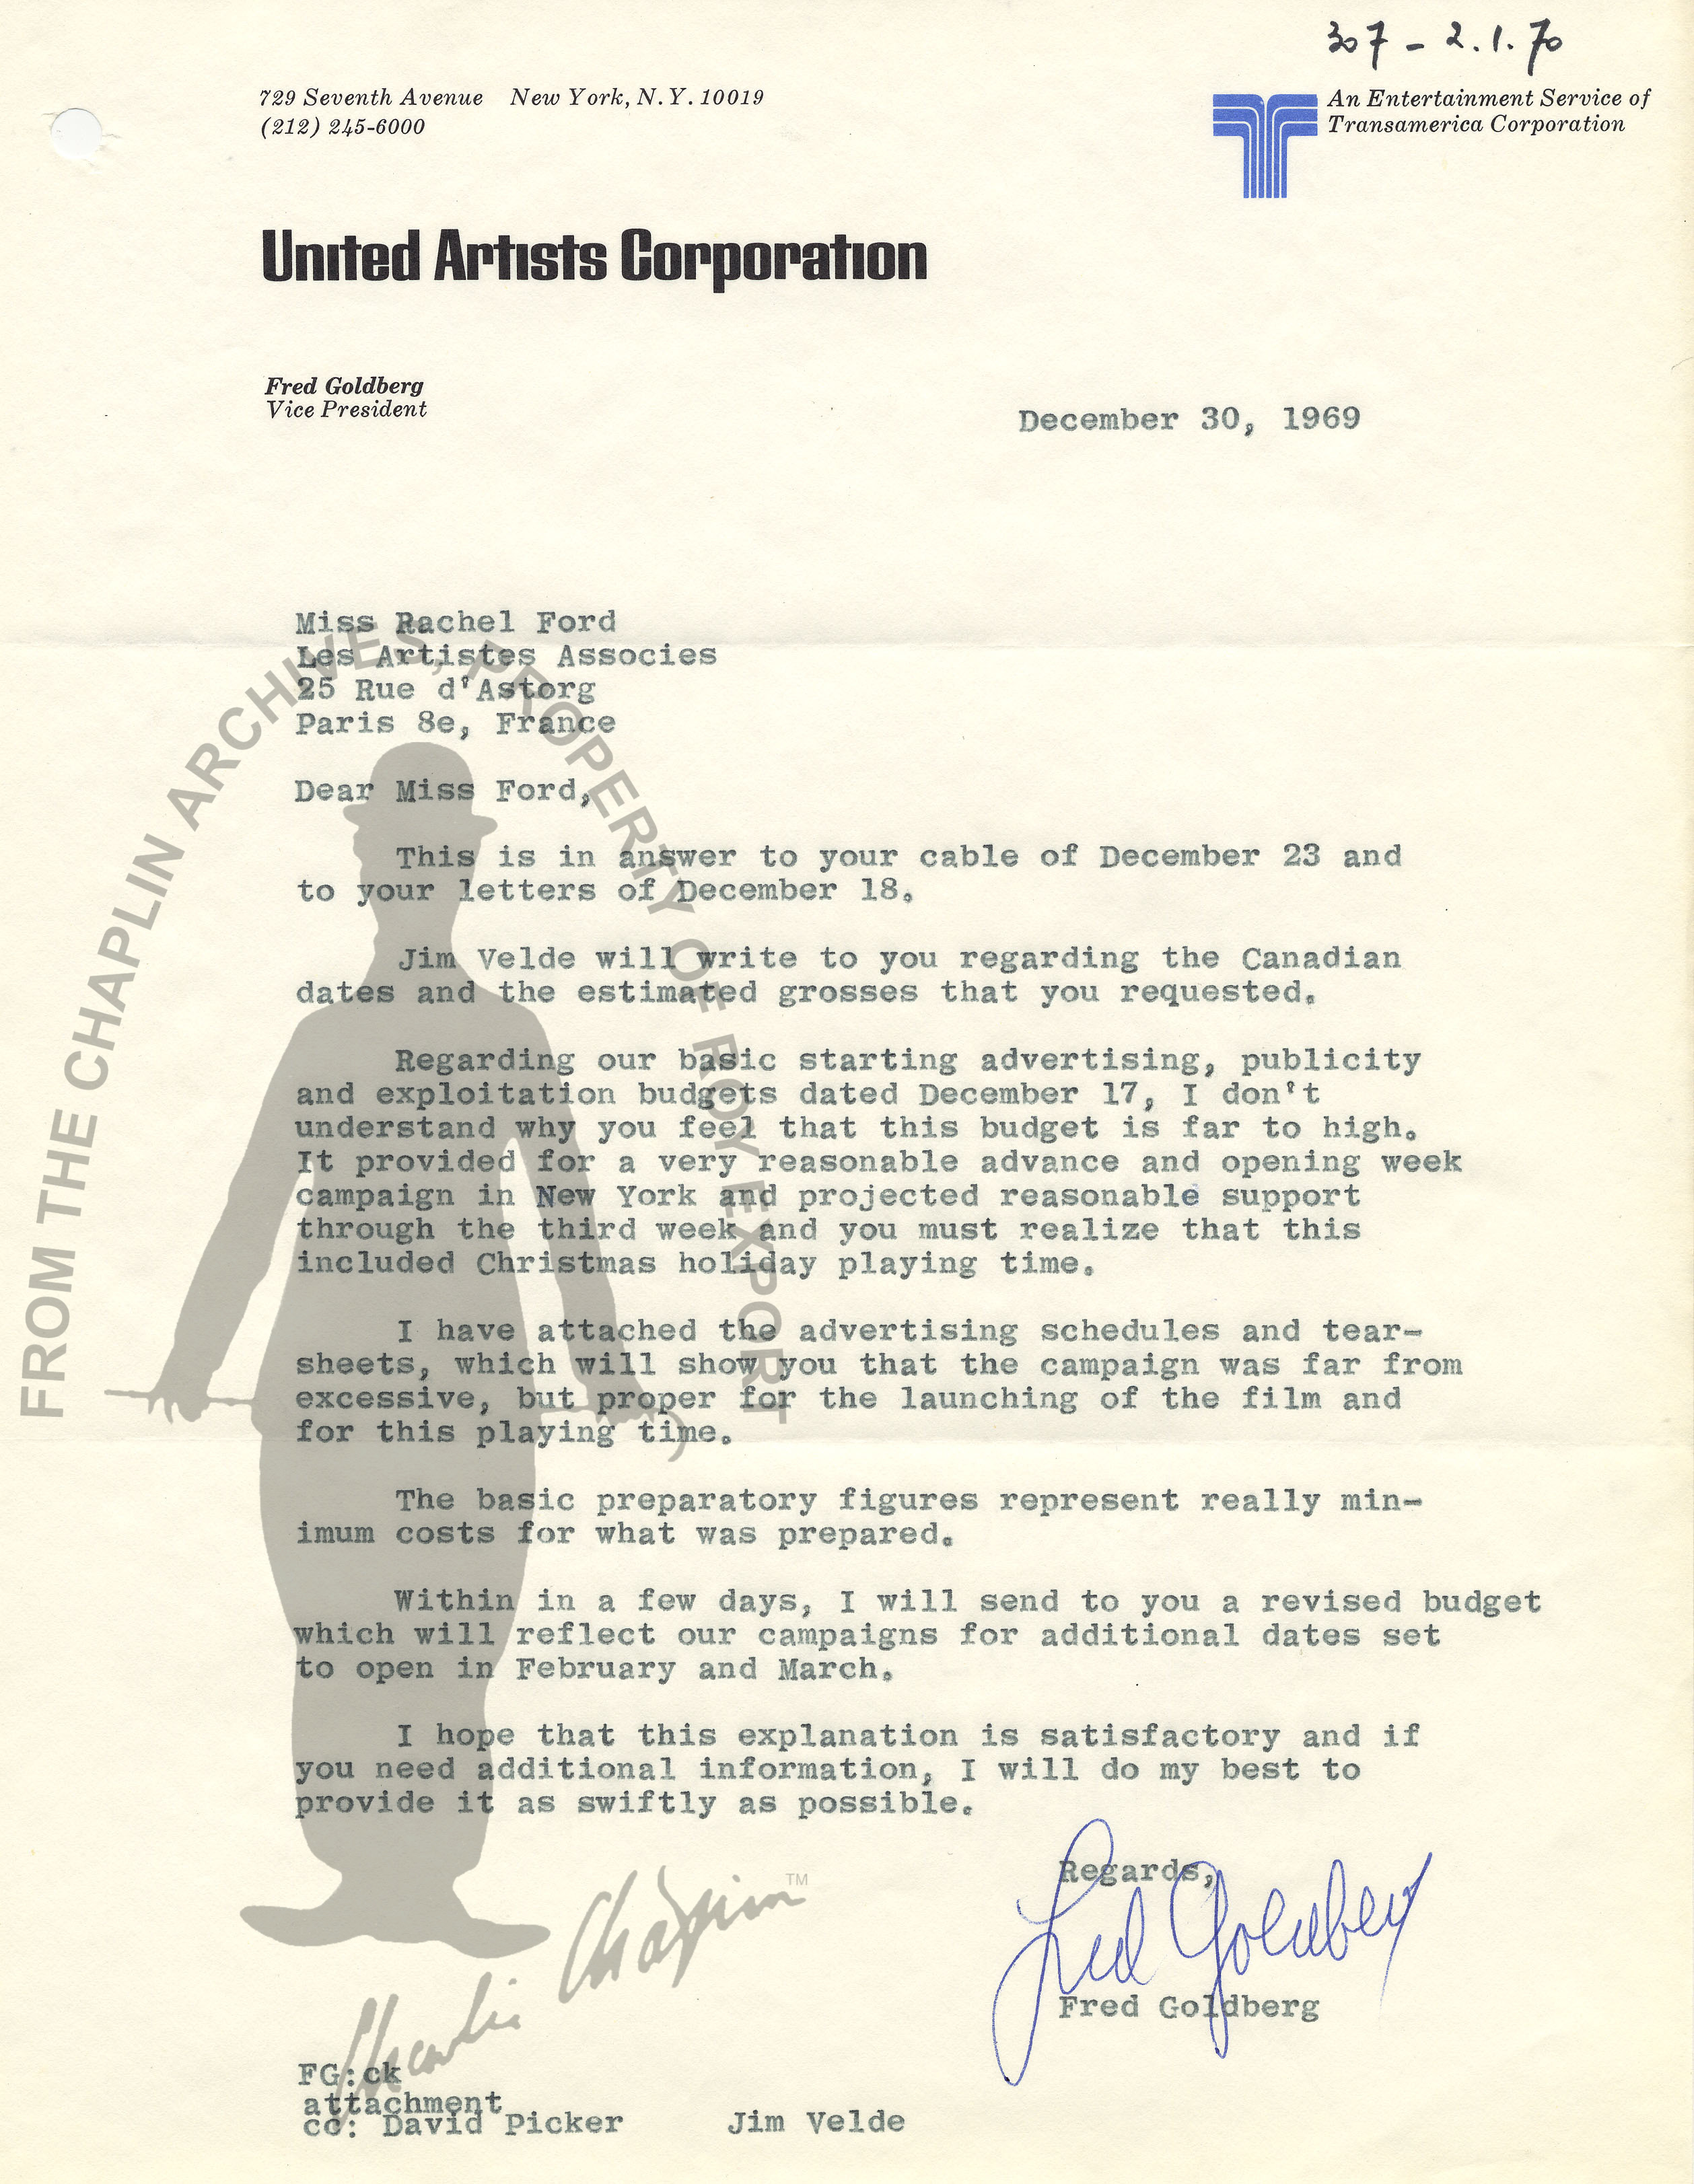 307 - 2.1.70
729 Seventh Avenue New York, N.Y. 10019
(212) 245-6000
An Entertainment Service of
Transamerica Corporation
United Artists Corporation
Fred Goldberg
Vice President
December 30, 1969
Miss Rachel Ford
Les Artistes Associes
25 Rue d'Astorg
Paris 8e, France
Dear Miss Ford,
This is in answer to your cable of December 23 and
to your letters of December 18.
Jim Velde will write to you regarding the Canadian
dates and the estimated grosses that you requested.
Regarding our basic starting advertising, publicity
and exploitation budgets dated December 17, I don't
understand why you feel that this budget is far to high.
It provided for a very reasonable advance and opening week
campaign in New York and projected reasonable support
through the third week and you must realize that this
included Christmas holiday playing time.
I have attached the advertising schedules and tear-
sheets, which will show you that the campaign was far from
excessive, but proper for the launching of the film and
for this playing time.
The basic preparatory figures represent really min-
imum costs for what was prepared.
Within in a few days, I will send to you a revised budget
which will reflect our campaigns for additional dates set
to open in February and March.
I hope that this explanation is satisfactory and if
you need additional information, I will do my best to
provide it as swiftly as possible.
Regards,
Fred Goldberg
Fred Goldberg
FG:ck
attachment
cc: David Picker Jim Velde
FROM THE CHAPLIN ARCHIVES, PROPERTY OF ROY EXPORT
Charlie Chaplin TM